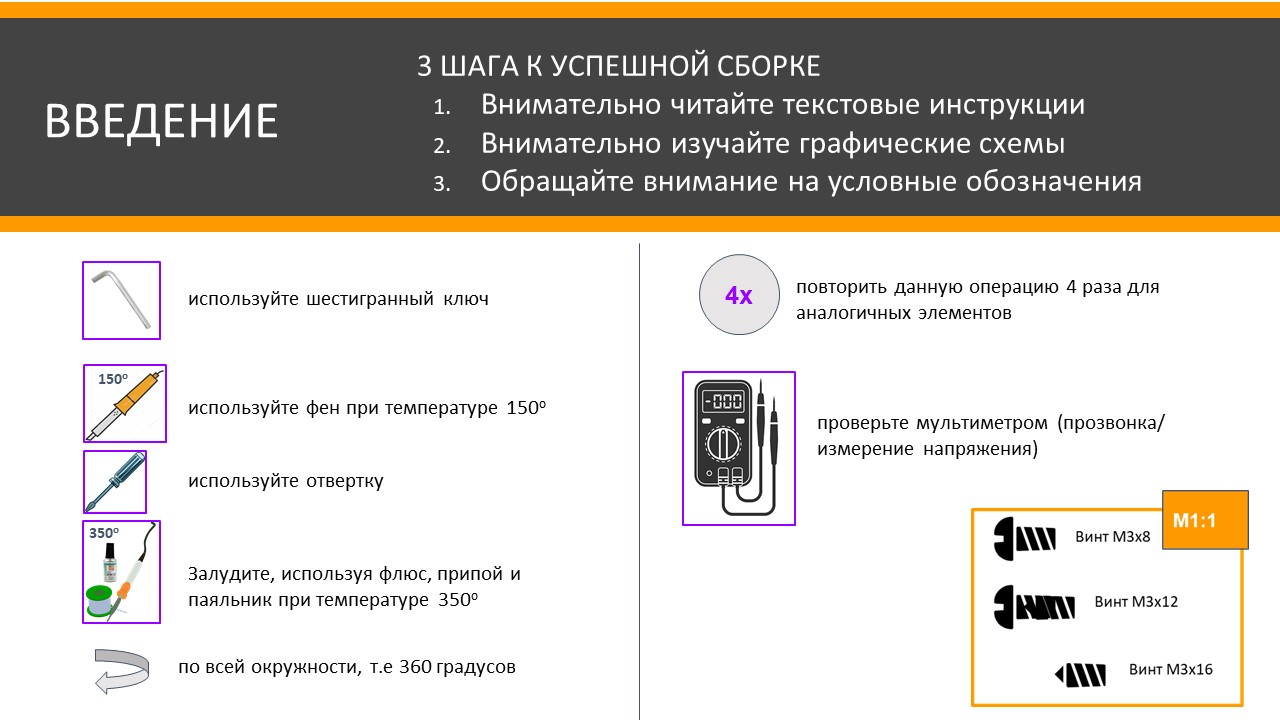 ВВЕДЕНИЕ
3 ШАГА К УСПЕШНОЙ СБОРКЕ
1. Внимательно читайте текстовые инструкции
2. Внимательно изучайте графические схемы
3. Обращайте внимание на условные обозначения
используйте шестигранный ключ
150º
используйте фен при температуре 150º
используйте отвертку
350º
Залудите, используя флюс, припой и
паяльник при температуре 350º
по всей окружности, т.е 360 градусов
4x
повторить данную операцию 4 раза для
аналогичных элементов
-000
проверьте мультиметром (прозвонка/
измерение напряжения)
М1:1
Винт М3х8
Винт М3х12
Винт М3х16